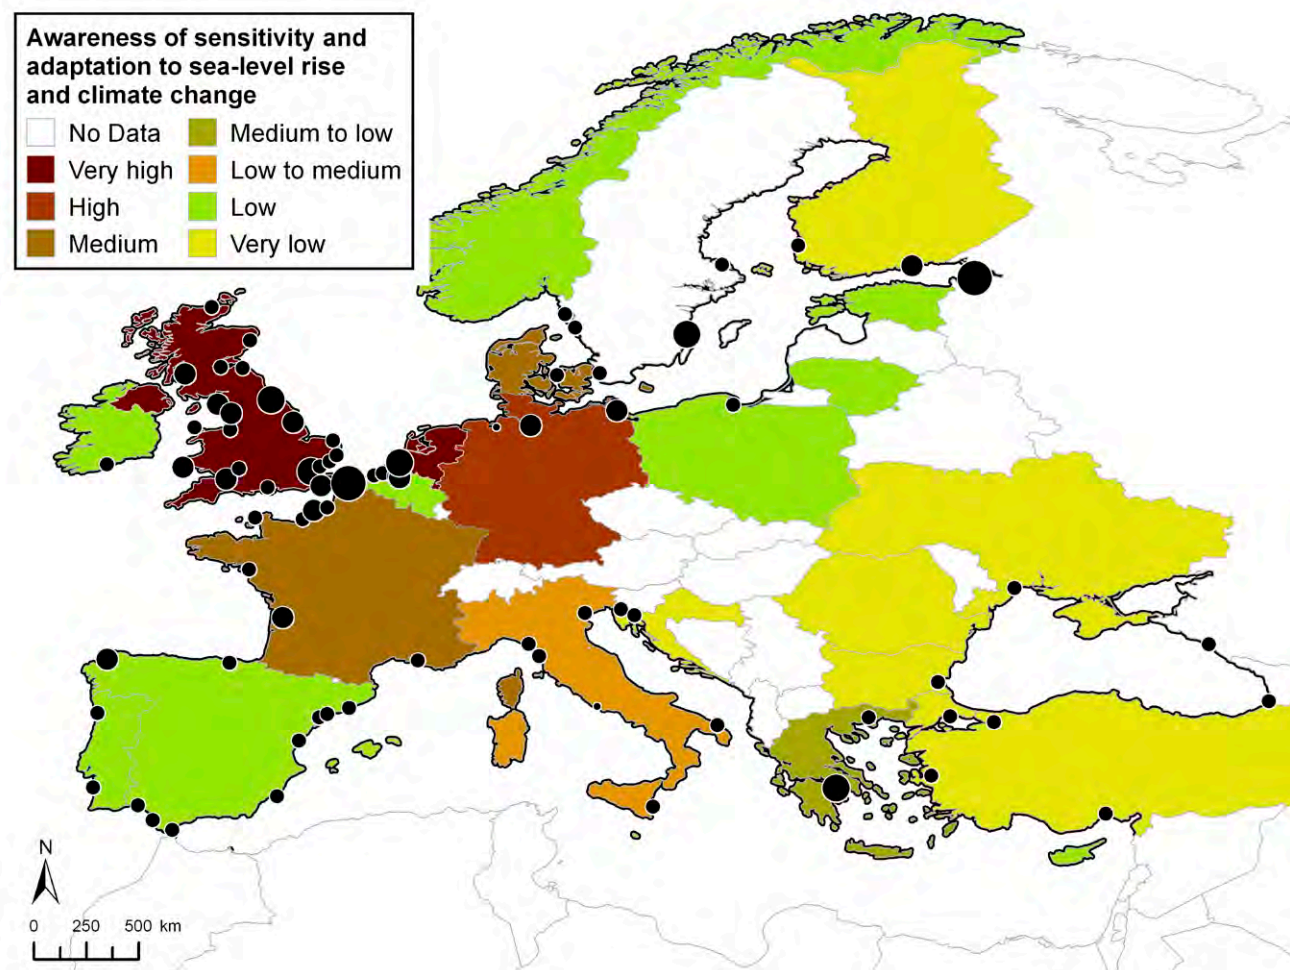 Awareness of sensitivity and
adaptation to sea-level rise
and climate change
No Data
Medium to low
Very high
Low to medium
High
Low
Medium
Very low
N
0 250 500 km